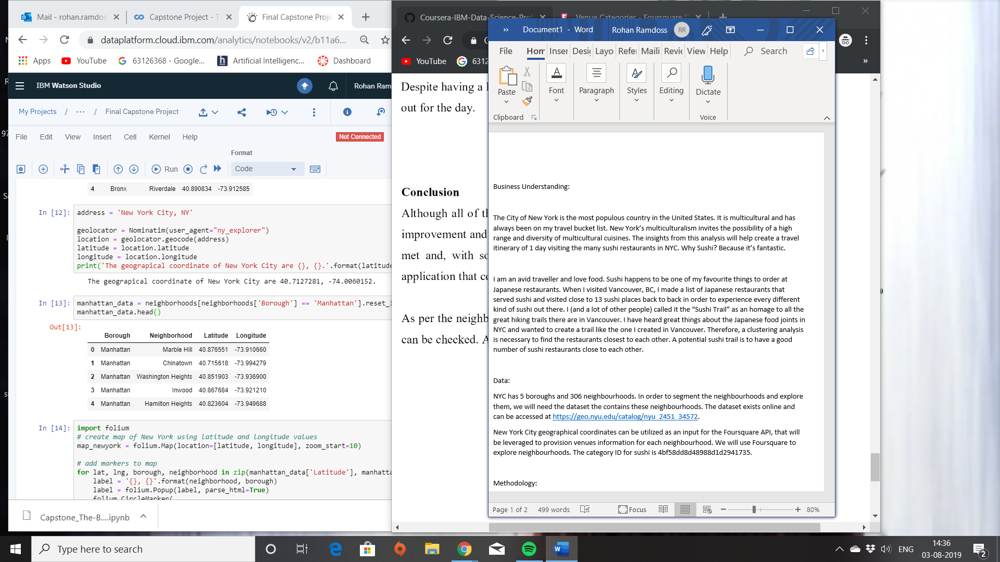 Mail - rohan.ramdos
Capstone Project - T
Final Capstone Proje
dataplatform.cloud.ibm.com/analytics/notebooks/v2/b11a6...
Apps
YouTube
63126368 - Google...
h
Artificial Intelligenc...
Dashboard
IBM Watson Studio
Rohan Ram
My Projects / ... / Final Capstone Project
File Edit View Insert Cell Kernel Help
Not Connected
Format
Run
Code
4 Bronx Riverdale 40.890834 -73.912585
In [12]:
address = 'New York City, NY'
geolocator = Nominatim(user_agent="ny_explorer")
location = geolocator.geocode(address)
latitude = location.latitude
longitude = location.longitude
print('The geograpical coordinate of New York City are {}, {}.'.format(latitude
The geograpical coordinate of New York City are 40.7127281, -74.0060152.
In [13]:
manhattan_data = neighborhoods[neighborhoods['Borough'] == 'Manhattan'].reset_i
manhattan_data.head()
Out[13]:
Borough Neighborhood Latitude Longitude
0 Manhattan Marble Hill 40.876551 -73.910660
1 Manhattan Chinatown 40.715618 -73.994279
2 Manhattan Washington Heights 40.851903 -73.936900
3 Manhattan Inwood 40.867684 -73.921210
4 Manhattan Hamilton Heights 40.823604 -73.949688
In [14]:
import folium
# create map of New York using latitude and longitude values
map_newyork = folium.Map(location=[latitude, longitude], zoom_start=10)
# add markers to map
for lat, lng, borough, neighborhood in zip(manhattan_data['Latitude'], manhatta
label = '{}, {}'.format(neighborhood, borough)
label = folium.Popup(label, parse_html=True)
folium.CircleMarker(
Capstone_The-B....ipynb
Coursera-IBM-Data-Science-Prof
Venue Categories - Foursquare D
YouTube
6312
Despite having a
out for the day.
Conclusion
Although all of th
improvement and
met and, with so
application that co
As per the neighb
can be checked. A
Document1 - Word
Rohan Ramdoss
RR
File Hom Inser Desig Layo Refer Maili Revie View Help Search
Paste
Font
Paragraph
Styles
Editing
Dictate
Clipboard
Voice
Business Understanding:
The City of New York is the most populous country in the United States. It is multicultural and has
always been on my travel bucket list. New York’s multiculturalism invites the possibility of a high
range and diversity of multicultural cuisines. The insights from this analysis will help create a travel
itinerary of 1 day visiting the many sushi restaurants in NYC. Why Sushi? Because it’s fantastic.
I am an avid traveller and love food. Sushi happens to be one of my favourite things to order at
Japanese restaurants. When I visited Vancouver, BC, I made a list of Japanese restaurants that
served sushi and visited close to 13 sushi places back to back in order to experience every different
kind of sushi out there. I (and a lot of other people) called it the “Sushi Trail” as an homage to all the
great hiking trails there are in Vancouver. I have heard great things about the Japanese food joints in
NYC and wanted to create a trail like the one I created in Vancouver. Therefore, a clustering analysis
is necessary to find the restaurants closest to each other. A potential sushi trail is to have a good
number of sushi restaurants close to each other.
Data:
NYC has 5 boroughs and 306 neighbourhoods. In order to segment the neighbourhoods and explore
them, we will need the dataset the contains these neighbourhoods. The dataset exists online and
can be accessed at https://geo.nyu.edu/catalog/nyu_2451_34572.
New York City geographical coordinates can be utilized as an input for the Foursquare API, that will
be leveraged to provision venues information for each neighbourhood. We will use Foursquare to
explore neighbourhoods. The category ID for sushi is 4bf58dd8d48988d1d2941735.
Methodology:
Page 1 of 2
499 words
Focus
80%
Type here to search
ENG
14:36
03-08-2019
2